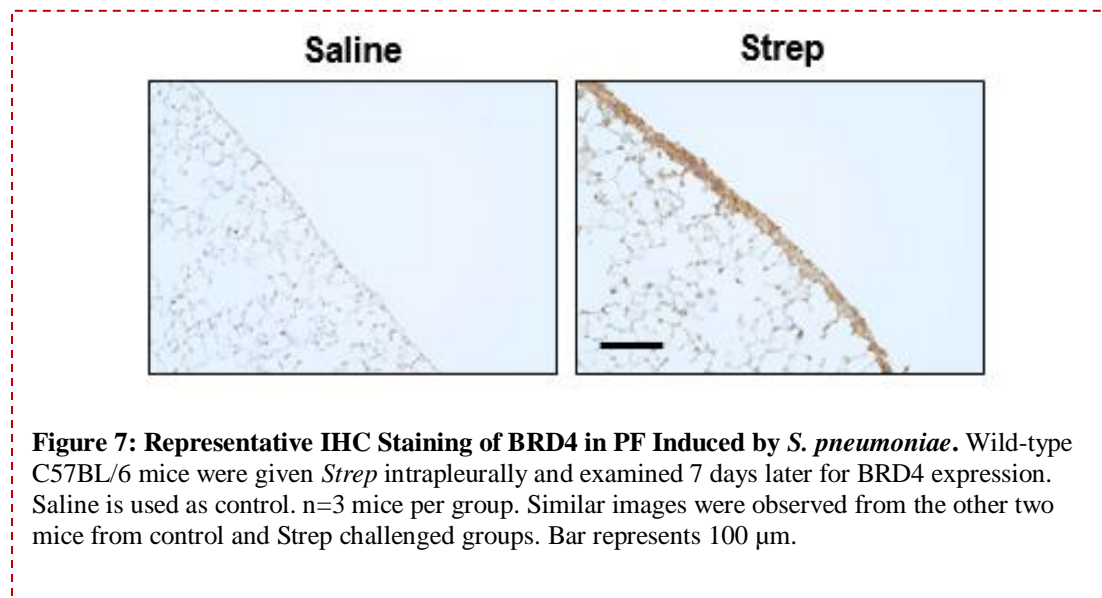 Saline Strep
Figure 7: Representative IHC Staining of BRD4 in PF Induced by S. pneumoniae. Wild-type
C57BL/6 mice were given Strep intrapleurally and examined 7 days later for BRD4 expression.
Saline is used as control. n=3 mice per group. Similar images were observed from the other two
mice from control and Strep challenged groups. Bar represents 100 µm.